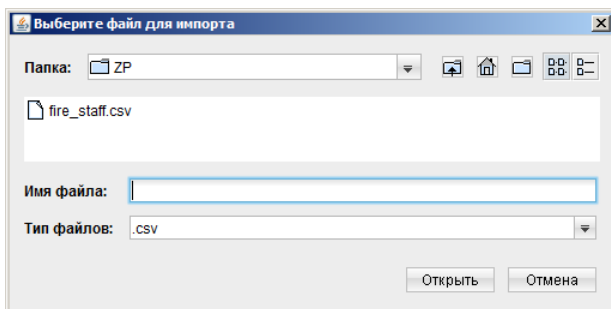 Выберите файл для импорта
Папка: ZP
fire_staff.csv
Имя файла:
Тип файлов: .csv
Открыть Отмена